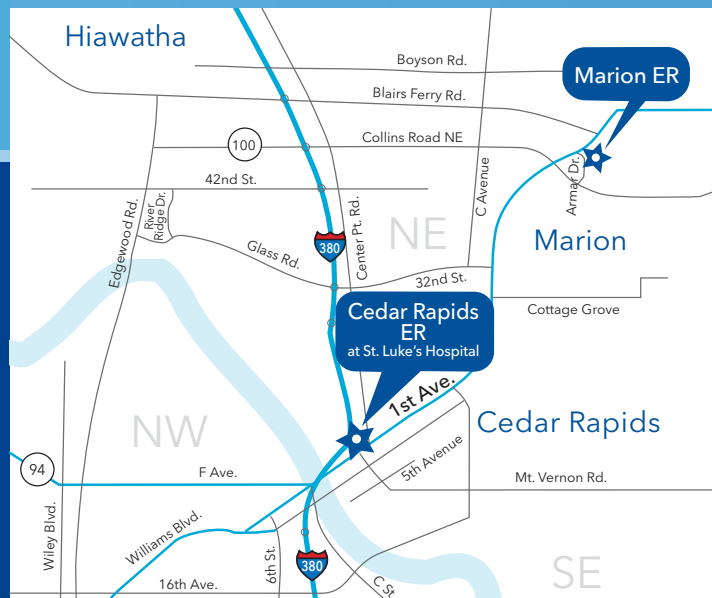 Hiawatha
Boyson Rd.
Marion ER
Blairs Ferry Rd.
100
Collins Road NE
42nd St.
C Avenue
Armar Dr.
River
Ridge Dr.
Edgewood Rd.
Center Pt. Rd.
NE
Marion
380
Glass Rd.
32nd St.
Cedar Rapids
ER
at St. Luke's Hospital
Cottage Grove
1st Ave.
NW
Cedar Rapids
94
F Ave.
5th Avenue
Mt. Vernon Rd.
Wiley Blvd.
Williams Blvd.
6th St.
380
C St
SE
16th Ave.